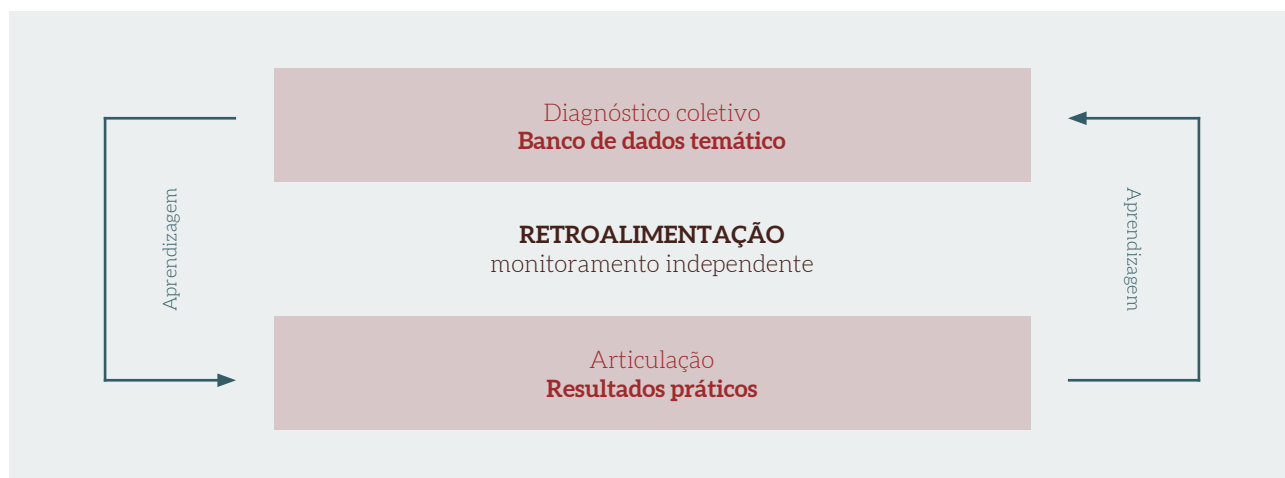 Diagnóstico coletivo
Banco de dados temático
Aprendizagem
RETROALIMENTAÇÃO
monitoramento independente
Aprendizagem
Articulação
Resultados práticos